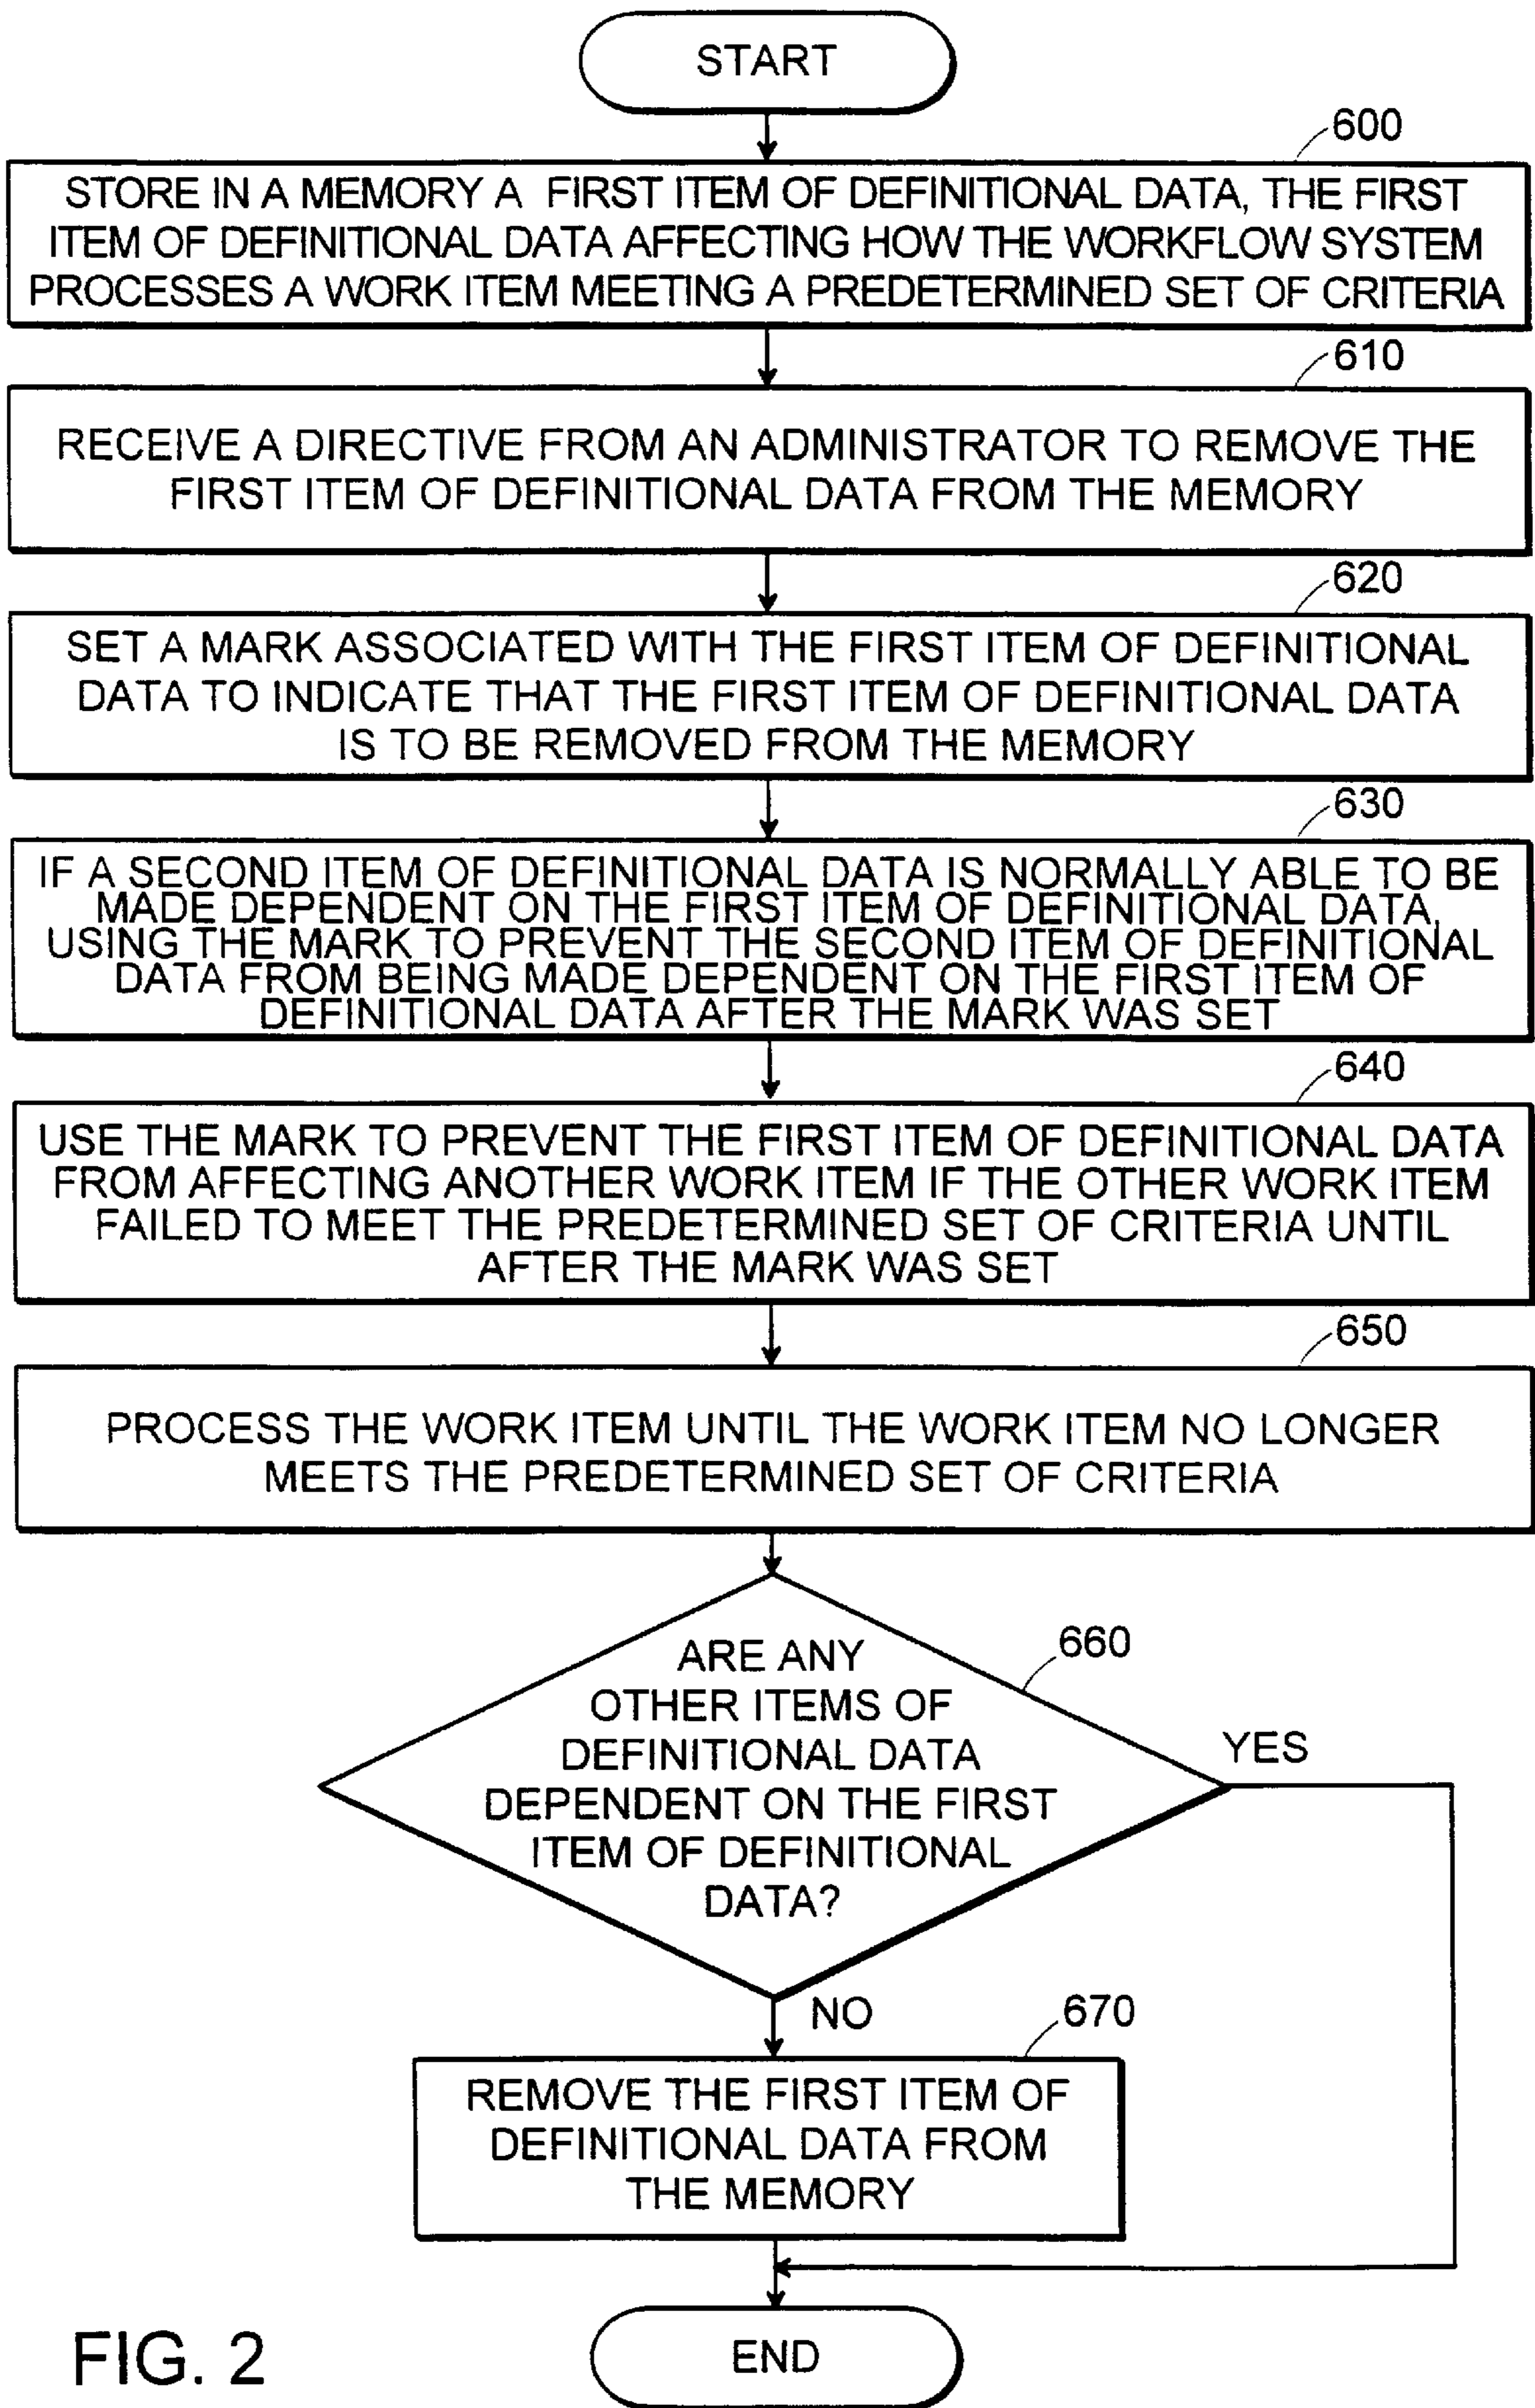 START
600
STORE IN A MEMORY A FIRST ITEM OF DEFINITIONAL DATA, THE FIRST
ITEM OF DEFINITIONAL DATA AFFECTING HOW THE WORKFLOW SYSTEM
PROCESSES A WORK ITEM MEETING A PREDETERMINED SET OF CRITERIA
610
RECEIVE A DIRECTIVE FROM AN ADMINISTRATOR TO REMOVE THE
FIRST ITEM OF DEFINITIONAL DATA FROM THE MEMORY
620
SET A MARK ASSOCIATED WITH THE FIRST ITEM OF DEFINITIONAL
DATA TO INDICATE THAT THE FIRST ITEM OF DEFINITIONAL DATA
IS TO BE REMOVED FROM THE MEMORY
630
IF A SECOND ITEM OF DEFINITIONAL DATA IS NORMALLY ABLE TO BE
MADE DEPENDENT ON THE FIRST ITEM OF DEFINITIONAL DATA,
USING THE MARK TO PREVENT THE SECOND ITEM OF DEFINITIONAL
DATA FROM BEING MADE DEPENDENT ON THE FIRST ITEM OF
DEFINITIONAL DATA AFTER THE MARK WAS SET
640
USE THE MARK TO PREVENT THE FIRST ITEM OF DEFINITIONAL DATA
FROM AFFECTING ANOTHER WORK ITEM IF THE OTHER WORK ITEM
FAILED TO MEET THE PREDETERMINED SET OF CRITERIA UNTIL
AFTER THE MARK WAS SET
650
PROCESS THE WORK ITEM UNTIL THE WORK ITEM NO LONGER
MEETS THE PREDETERMINED SET OF CRITERIA
660
ARE ANY
OTHER ITEMS OF
DEFINITIONAL DATA
DEPENDENT ON THE FIRST
ITEM OF DEFINITIONAL
DATA?
YES
NO
670
REMOVE THE FIRST ITEM OF
DEFINITIONAL DATA FROM
THE MEMORY
END
FIG. 2